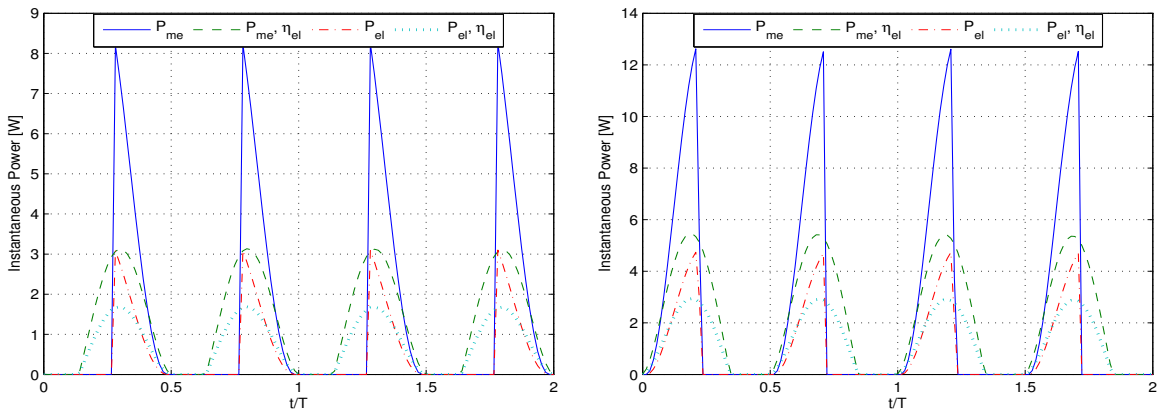 P_me P_me, η_el P_el P_el, η_el
9
8
7
6
5
4
3
2
1
0
Instantaneous Power [W]
0 0.5 1 1.5 2
t/T
P_me P_me, η_el P_el P_el, η_el
14
12
10
8
6
4
2
0
Instantaneous Power [W]
0 0.5 1 1.5 2
t/T